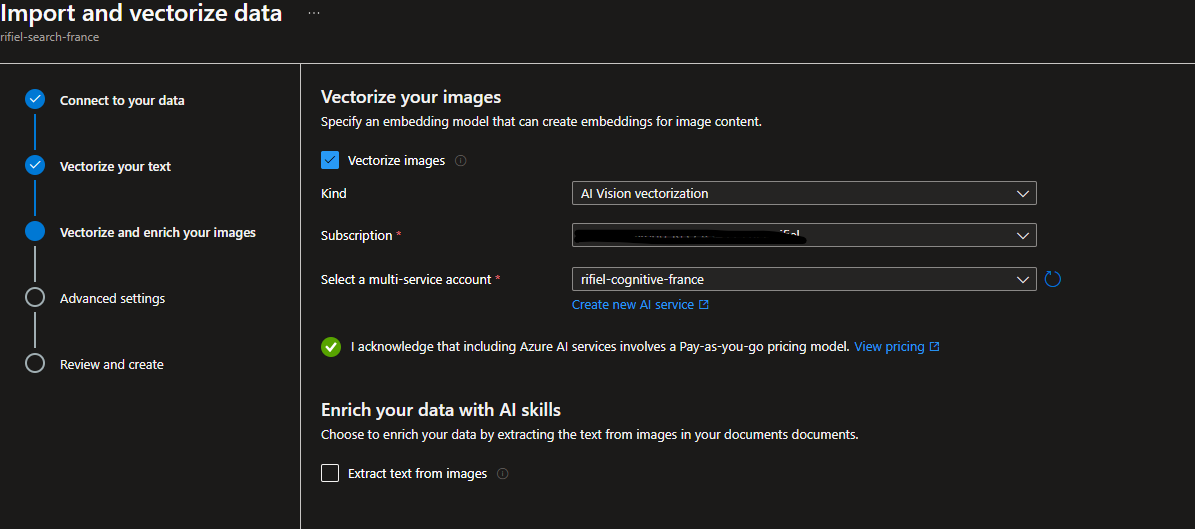 Import and vectorize data ...
rifiel-search-france
Connect to your data
Vectorize your text
Vectorize and enrich your images
Advanced settings
Review and create
Vectorize your images
Specify an embedding model that can create embeddings for image content.
Vectorize images
Kind AI Vision vectorization
Subscription *
Select a multi-service account * rifiel-cognitive-france
Create new AI service
I acknowledge that including Azure AI services involves a Pay-as-you-go pricing model. View pricing
Enrich your data with AI skills
Choose to enrich your data by extracting the text from images in your documents documents.
Extract text from images